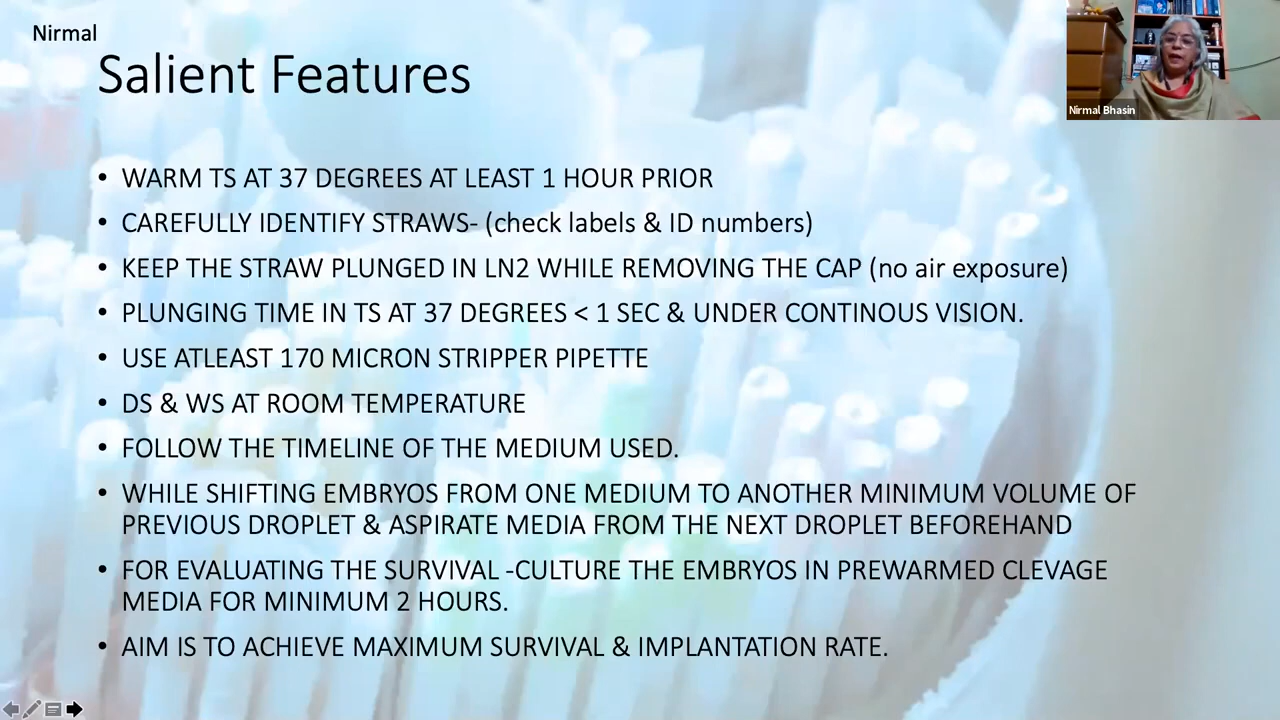 Nirmal
Salient Features
Nirmal Bhasin
• WARM TS AT 37 DEGREES AT LEAST 1 HOUR PRIOR
• CAREFULLY IDENTIFY STRAWS- (check labels & ID numbers)
• KEEP THE STRAW PLUNGED IN LN2 WHILE REMOVING THE CAP (no air exposure)
• PLUNGING TIME IN TS AT 37 DEGREES < 1 SEC & UNDER CONTINOUS VISION.
• USE ATLEAST 170 MICRON STRIPPER PIPETTE
• DS & WS AT ROOM TEMPERATURE
• FOLLOW THE TIMELINE OF THE MEDIUM USED.
• WHILE SHIFTING EMBRYOS FROM ONE MEDIUM TO ANOTHER MINIMUM VOLUME OF
PREVIOUS DROPLET & ASPIRATE MEDIA FROM THE NEXT DROPLET BEFOREHAND
• FOR EVALUATING THE SURVIVAL -CULTURE THE EMBRYOS IN PREWARMED CLEVAGE
MEDIA FOR MINIMUM 2 HOURS.
• AIM IS TO ACHIEVE MAXIMUM SURVIVAL & IMPLANTATION RATE.